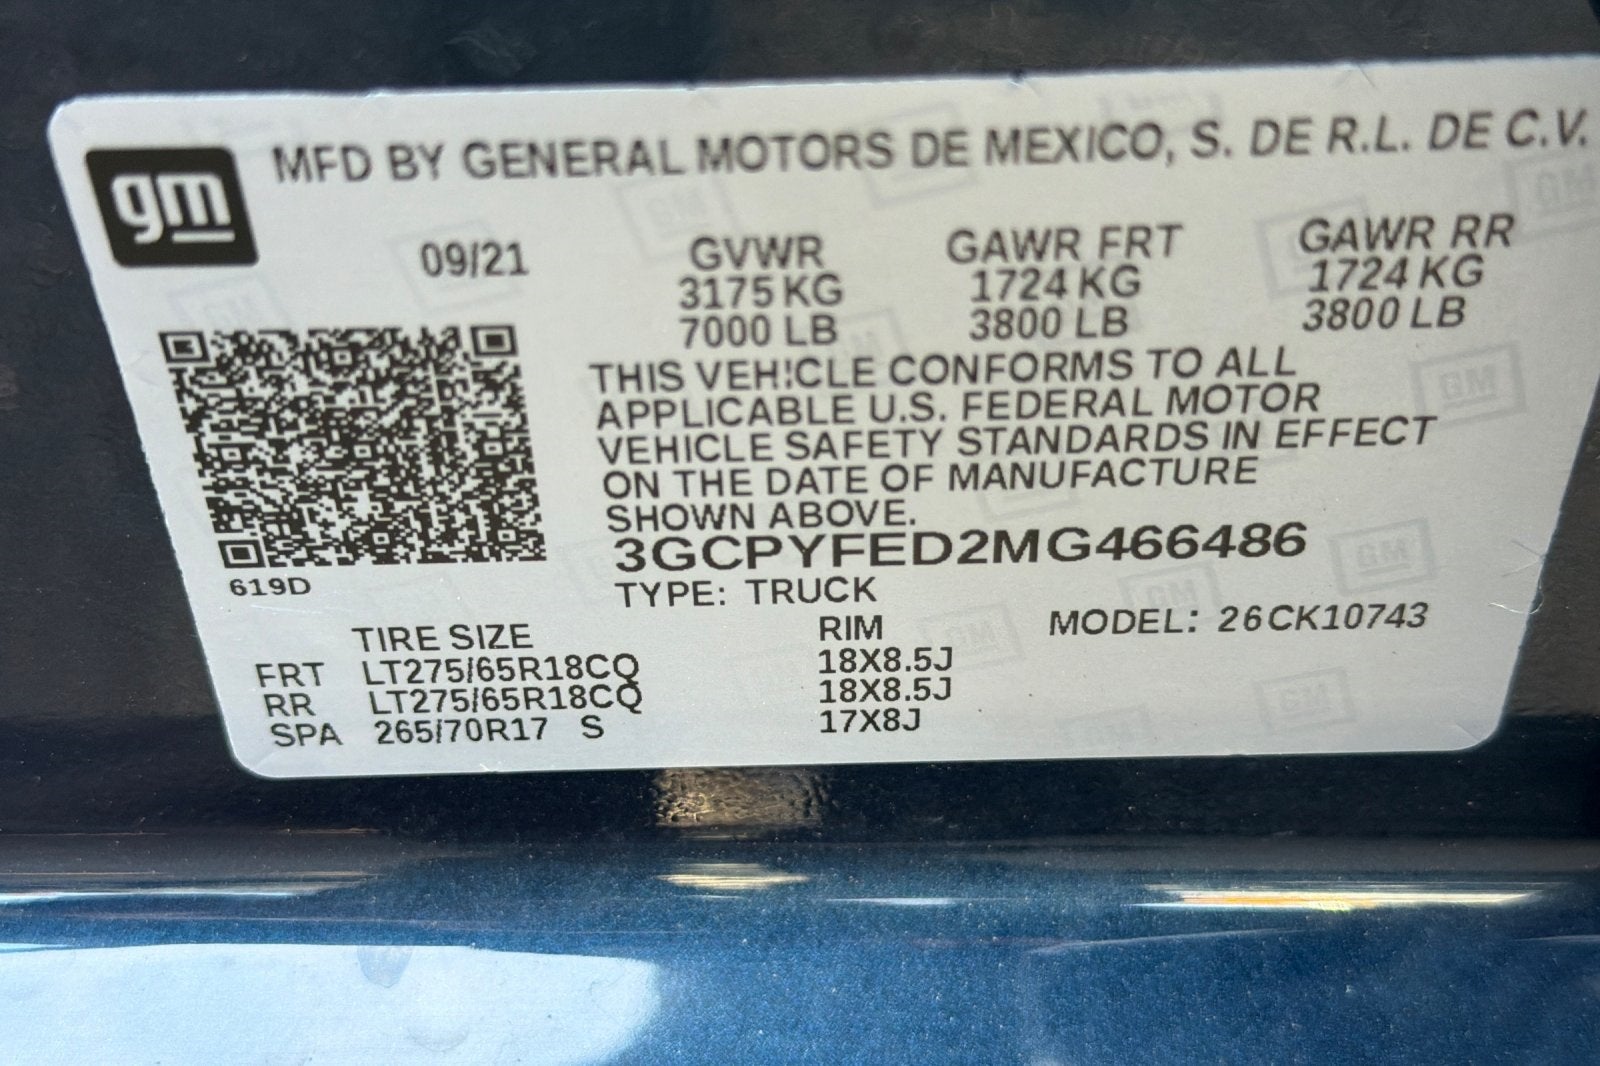 gm
MFD BY GENERAL MOTORS DE MEXICO, S. DE R.L. DE C.V.
09/21 GVWR GAWR FRT GAWR RR
3175 KG 1724 KG 1724 KG
7000 LB 3800 LB 3800 LB
THIS VEHICLE CONFORMS TO ALL
APPLICABLE U.S. FEDERAL MOTOR
VEHICLE SAFETY STANDARDS IN EFFECT
ON THE DATE OF MANUFACTURE
SHOWN ABOVE.
3GCPYFED2MG466486
619D
TYPE: TRUCK
TIRE SIZE RIM MODEL: 26CK10743
FRT LT275/65R18CQ 18X8.5J
RR LT275/65R18CQ 18X8.5J
SPA 265/70R17 S 17X8J